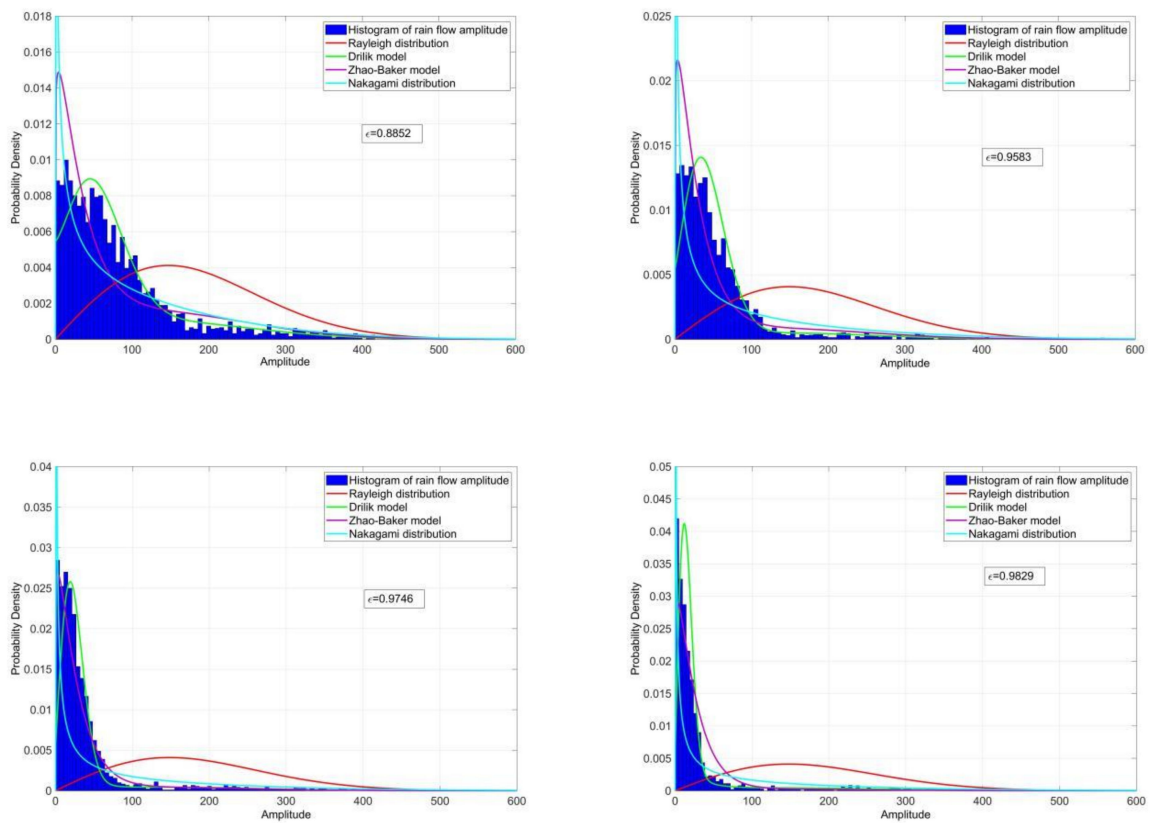 0.018
0.016
0.014
0.012
0.01
0.008
0.006
0.004
0.002
0
Probability Density
0 100 200 300 400 500 600
Amplitude
Histogram of rain flow amplitude
Rayleigh distribution
Drilik model
Zhao-Baker model
Nakagami distribution
ϵ=0.8852
0.025
0.02
0.015
0.01
0.005
0
Probability Density
0 100 200 300 400 500 600
Amplitude
Histogram of rain flow amplitude
Rayleigh distribution
Drilik model
Zhao-Baker model
Nakagami distribution
ϵ=0.9583
0.04
0.035
0.03
0.025
0.02
0.015
0.01
0.005
0
Probability Density
0 100 200 300 400 500 600
Amplitude
Histogram of rain flow amplitude
Rayleigh distribution
Drilik model
Zhao-Baker model
Nakagami distribution
ϵ=0.9746
0.05
0.045
0.04
0.035
0.03
0.025
0.02
0.015
0.01
0.005
0
Probability Density
0 100 200 300 400 500 600
Amplitude
Histogram of rain flow amplitude
Rayleigh distribution
Drilik model
Zhao-Baker model
Nakagami distribution
ϵ=0.9829